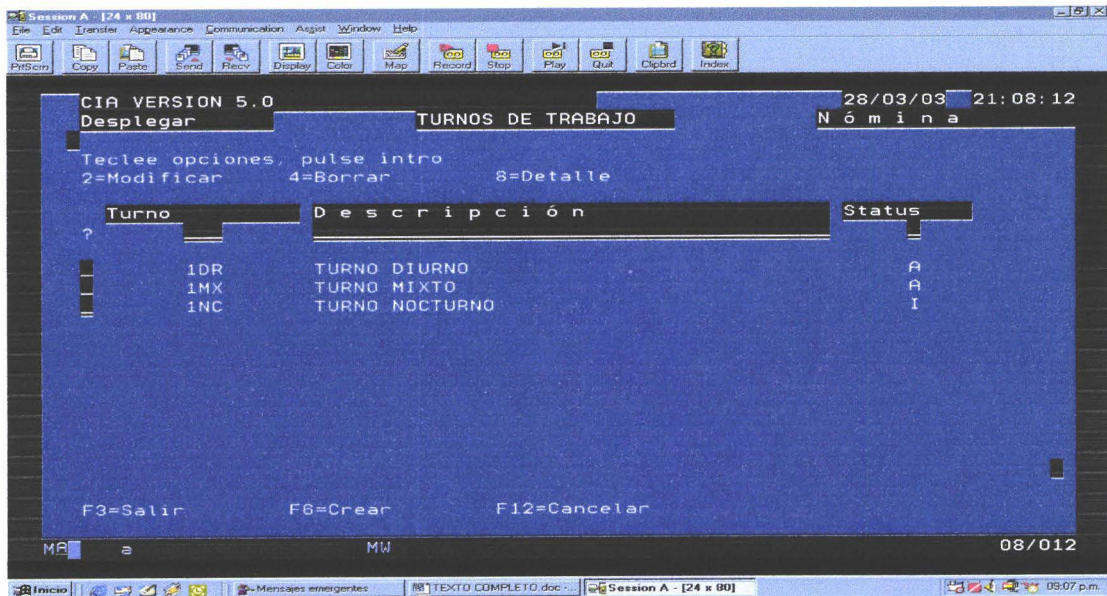 Session A - [24 x 80]
File Edit Transfer Appearance Communication Assist Window Help
PrtScrn Copy Paste Send Recv Display Color Map Record Stop Play Quit Clipbrd Index
CIA VERSION 5.0 28/03/03 21:08:12
Desplegar TURNOS DE TRABAJO N ó m i n a
Teclee opciones, pulse intro
2=Modificar 4=Borrar 8=Detalle
Turno D e s c r i p c i ó n Status
?
1DR TURNO DIURNO A
1MX TURNO MIXTO A
1NC TURNO NOCTURNO I
F3=Salir F6=Crear F12=Cancelar
MA a MW 08/012
Inicio Mensajes emergentes TEXTO COMPLETO.doc -... Session A - [24 x 80] 09:07 p.m.